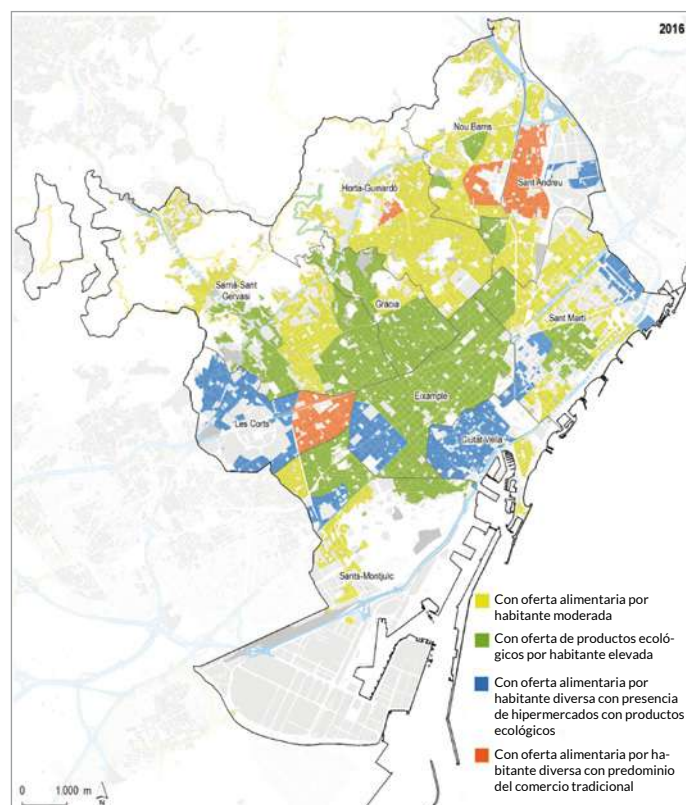 2016
Nou Barris
Horta-Guinardó
Sant Andreu
Sarrià-Sant
Gervasi
Gràcia
Sant Martí
Eixample
Les Corts
Ciutat Vella
Sants-Montjuïc
Con oferta alimentaria por
habitante moderada
Con oferta de productos ecoló-
gicos por habitante elevada
Con oferta alimentaria por
habitante diversa con presencia
de hipermercados con productos
ecológicos
Con oferta alimentaria por ha-
bitante diversa con predominio
del comercio tradicional
0 1.000 m N